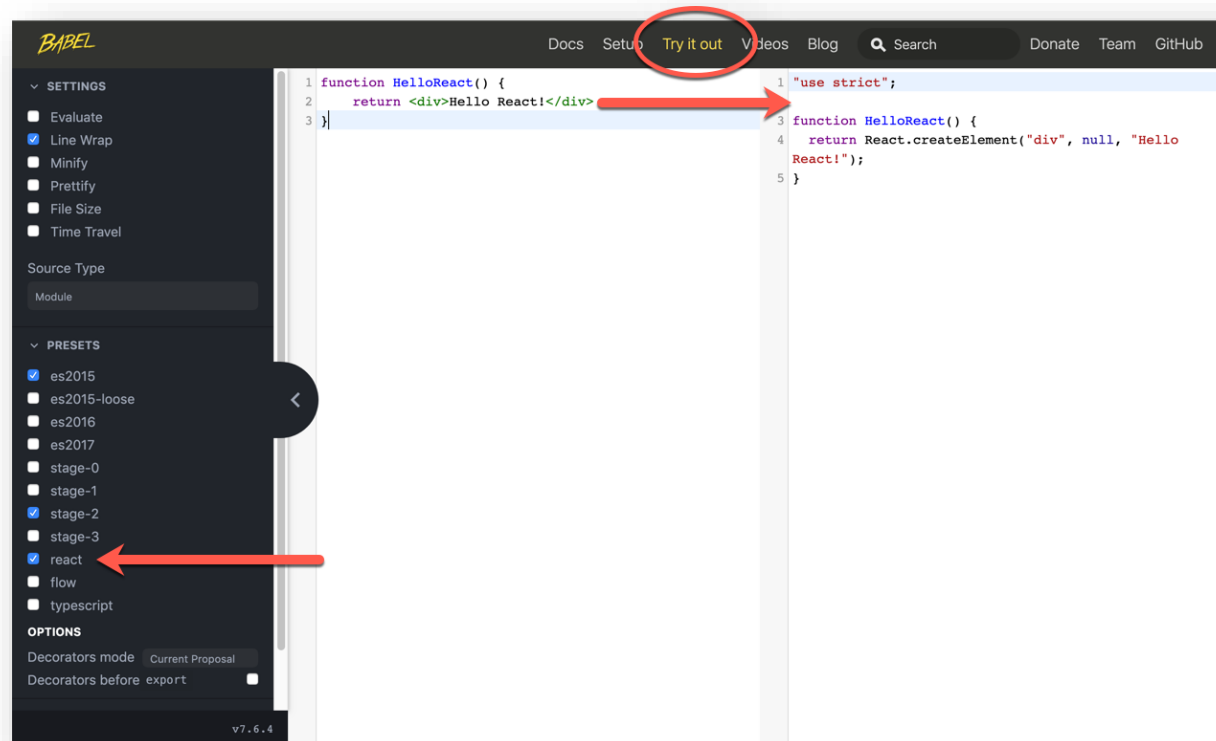 BABEL
Docs Setup Try it out Videos Blog Search Donate Team GitHub
SETTINGS
Evaluate
Line Wrap
Minify
Prettify
File Size
Time Travel
Source Type
Module
PRESETS
es2015
es2015-loose
es2016
es2017
stage-0
stage-1
stage-2
stage-3
react
flow
typescript
OPTIONS
Decorators mode Current Proposal
Decorators before export
v7.6.4
1 function HelloReact() {
2 return <div>Hello React!</div>
3 }
1 "use strict";
3 function HelloReact() {
4 return React.createElement("div", null, "Hello
React!");
5 }